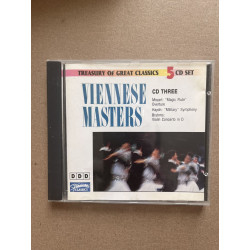 TREASURY OF GREAT CLASSICS 5 CD SET
VIENNESE
MASTERS
CD THREE
Mozart: "Magic Flute"
Overture
Haydn: "Military" Symphony
Brahms:
Violin Concerto in D
DDD